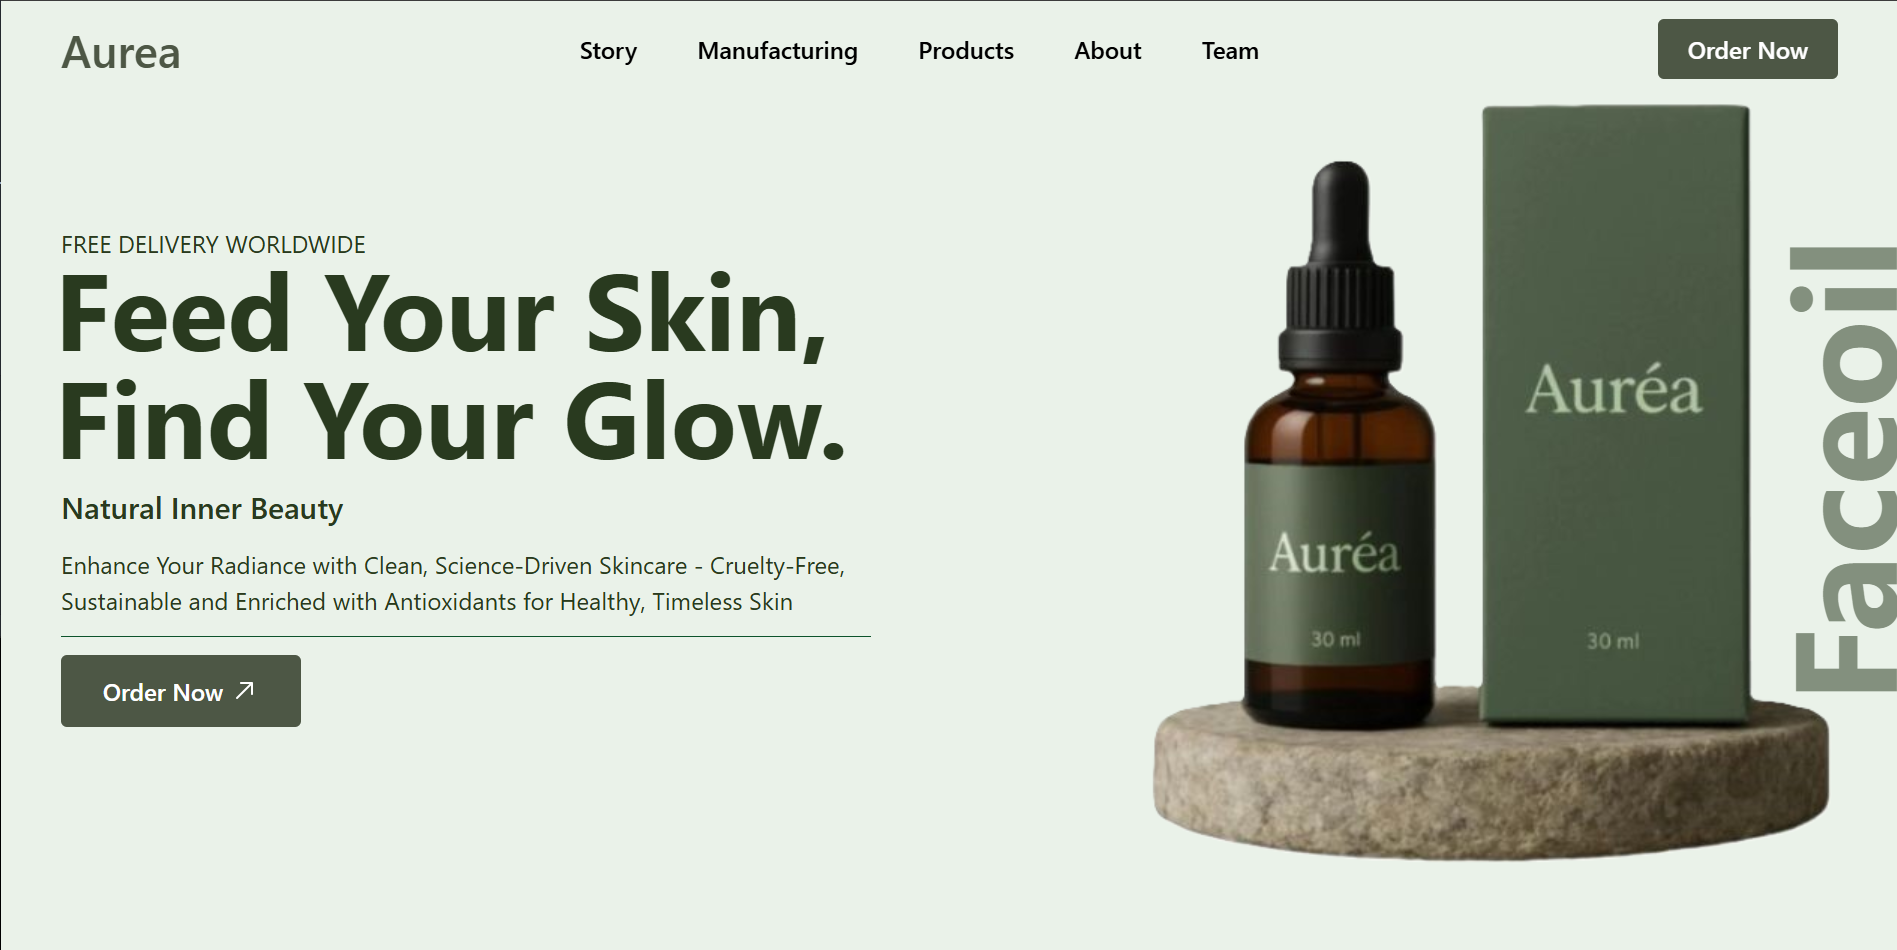 Aurea
Story
Manufacturing
Products
About
Team
Order Now
FREE DELIVERY WORLDWIDE
Feed Your Skin,
Find Your Glow.
Natural Inner Beauty
Enhance Your Radiance with Clean, Science-Driven Skincare - Cruelty-Free,
Sustainable and Enriched with Antioxidants for Healthy, Timeless Skin
Order Now
Auréa
30 ml
Auréa
30 ml
Faceoil